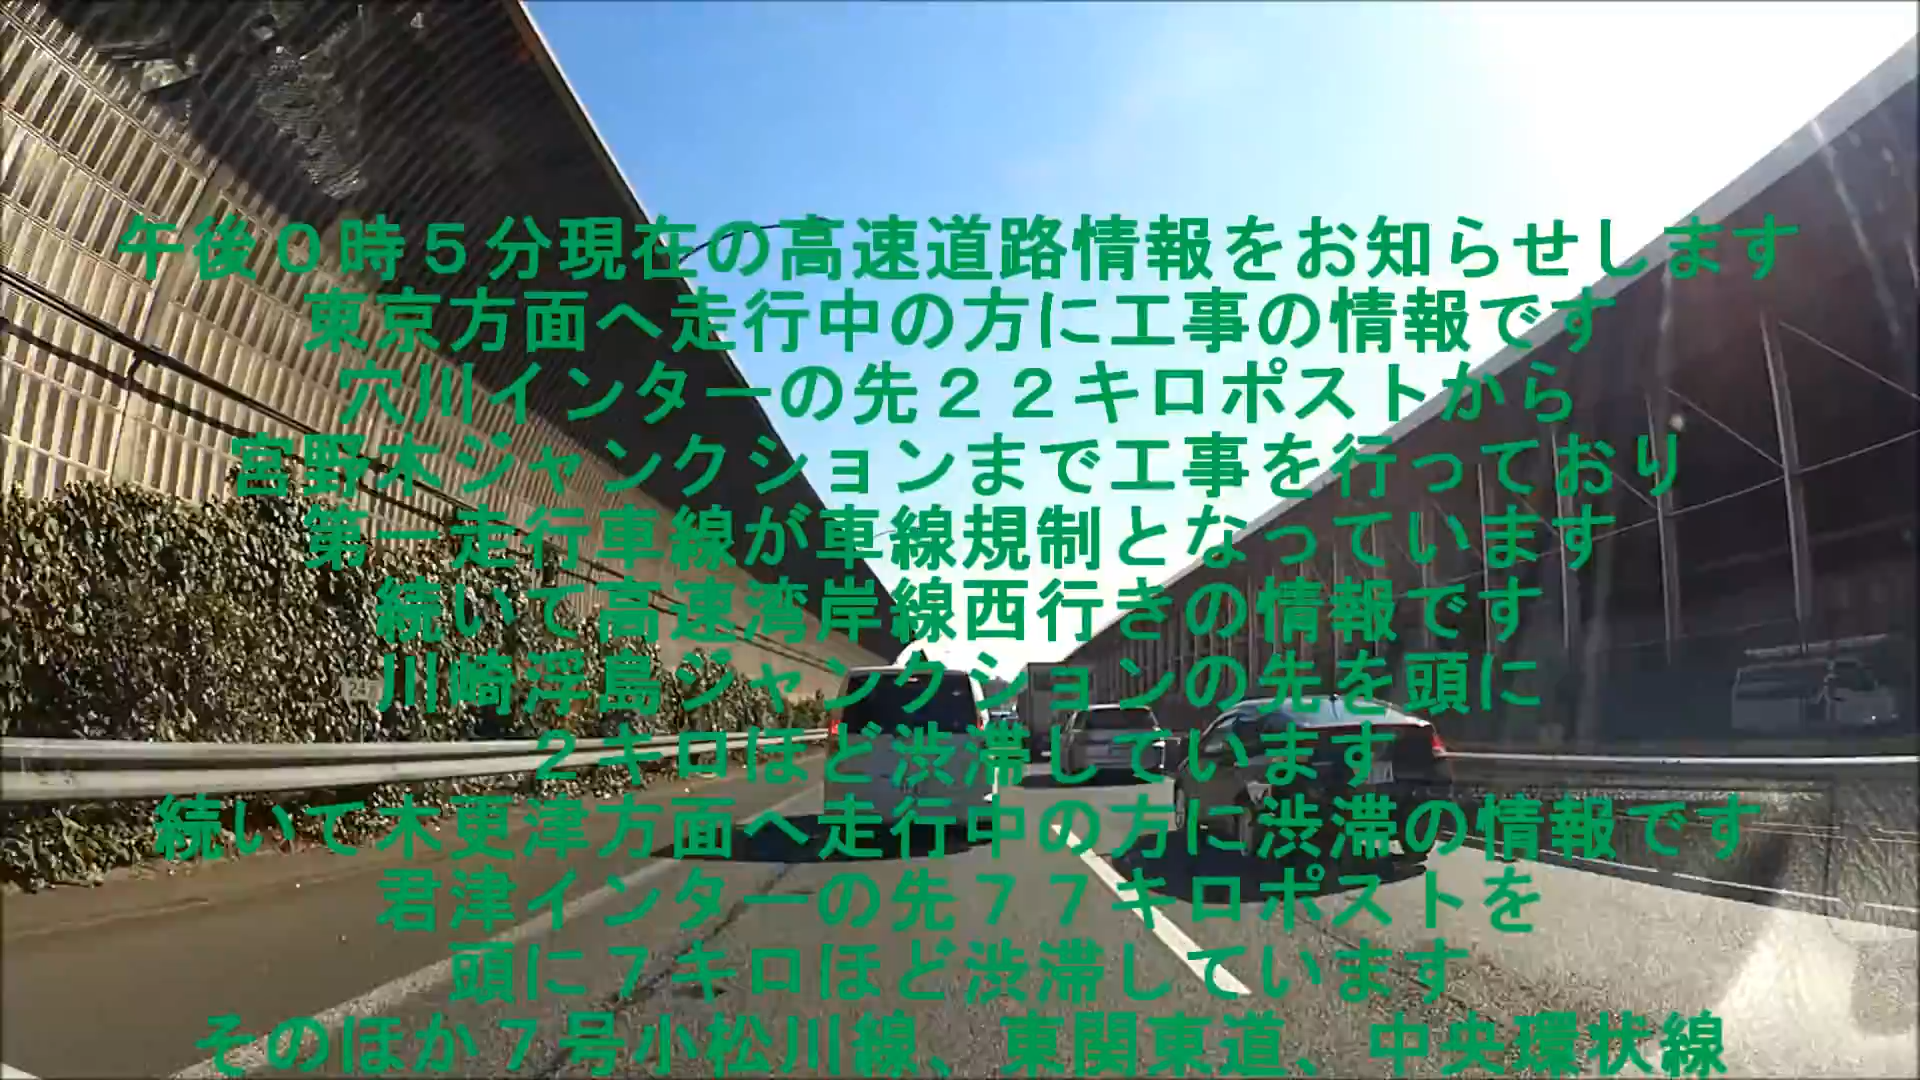 午後０時５分現在の高速道路情報をお知らせします
東京方面へ走行中の方に工事の情報です
穴川インターの先２２キロポストから
宮野木ジャンクションまで工事を行っており
第一走行車線が車線規制となっています
続いて高速湾岸線西行きの情報です
川崎浮島ジャンクションの先を頭に
２キロほど渋滞しています
続いて木更津方面へ走行中の方に渋滞の情報です
君津インターの先７７キロポストを
頭に７キロほど渋滞しています
そのほか７号小松川線、東関東道、中央環状線